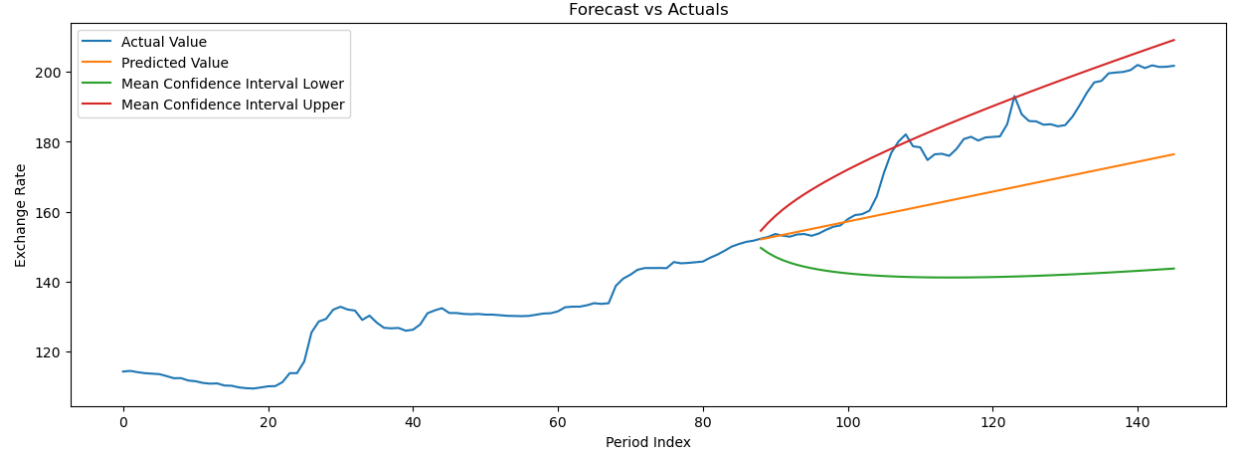 Forecast vs Actuals
Actual Value
Predicted Value
Mean Confidence Interval Lower
Mean Confidence Interval Upper
Exchange Rate
200
180
160
140
120
0 20 40 60 80 100 120 140
Period Index